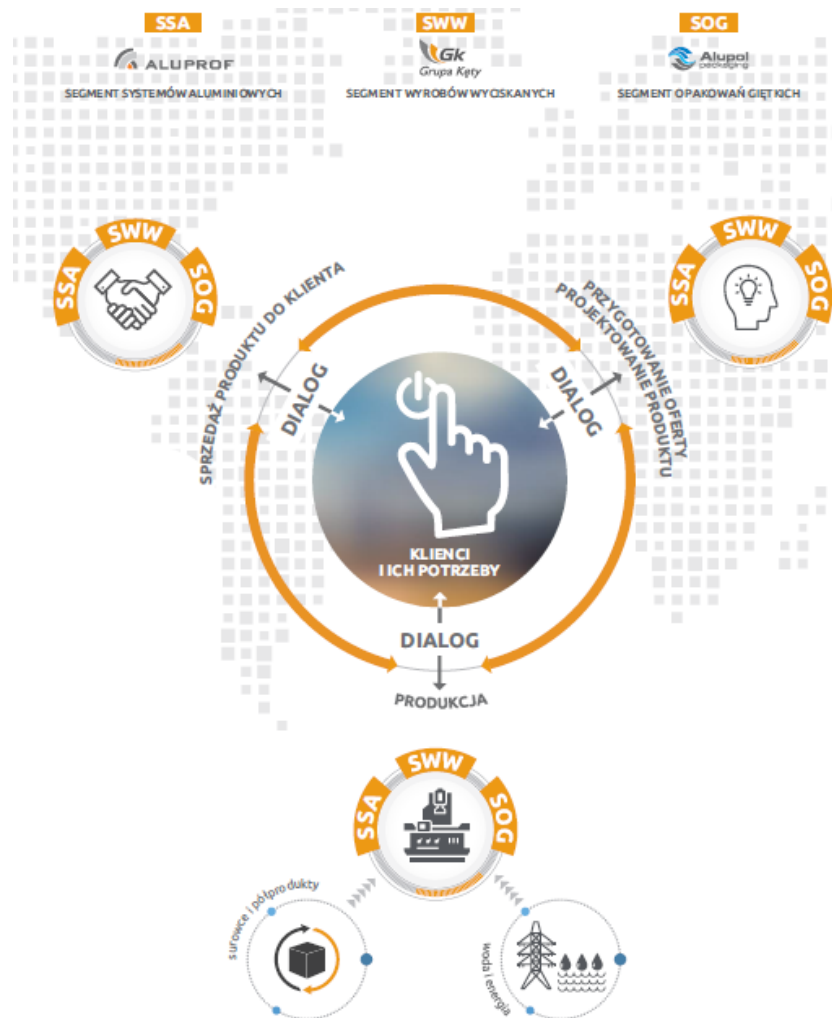 SSA
SWW
SOG
ALUPROF
Gk
Grupa Kęty
Alupol
packaging
SEGMENT SYSTEMÓW ALUMINIOWYCH
SEGMENT WYROBÓW WYCISKANYCH
SEGMENT OPAKOWAŃ GIĘTKICH
SSA
SWW
SOG
SSA
SWW
SOG
SPRZEDAŻ PRODUKTU DO KLIENTA
DIALOG
PRZYGOTOWANIE OFERTY
PROJEKTOWANIE PRODUKTU
DIALOG
KLIENCI
I ICH POTRZEBY
DIALOG
PRODUKCJA
SSA
SWW
SOG
surowce i półprodukty
woda i energia